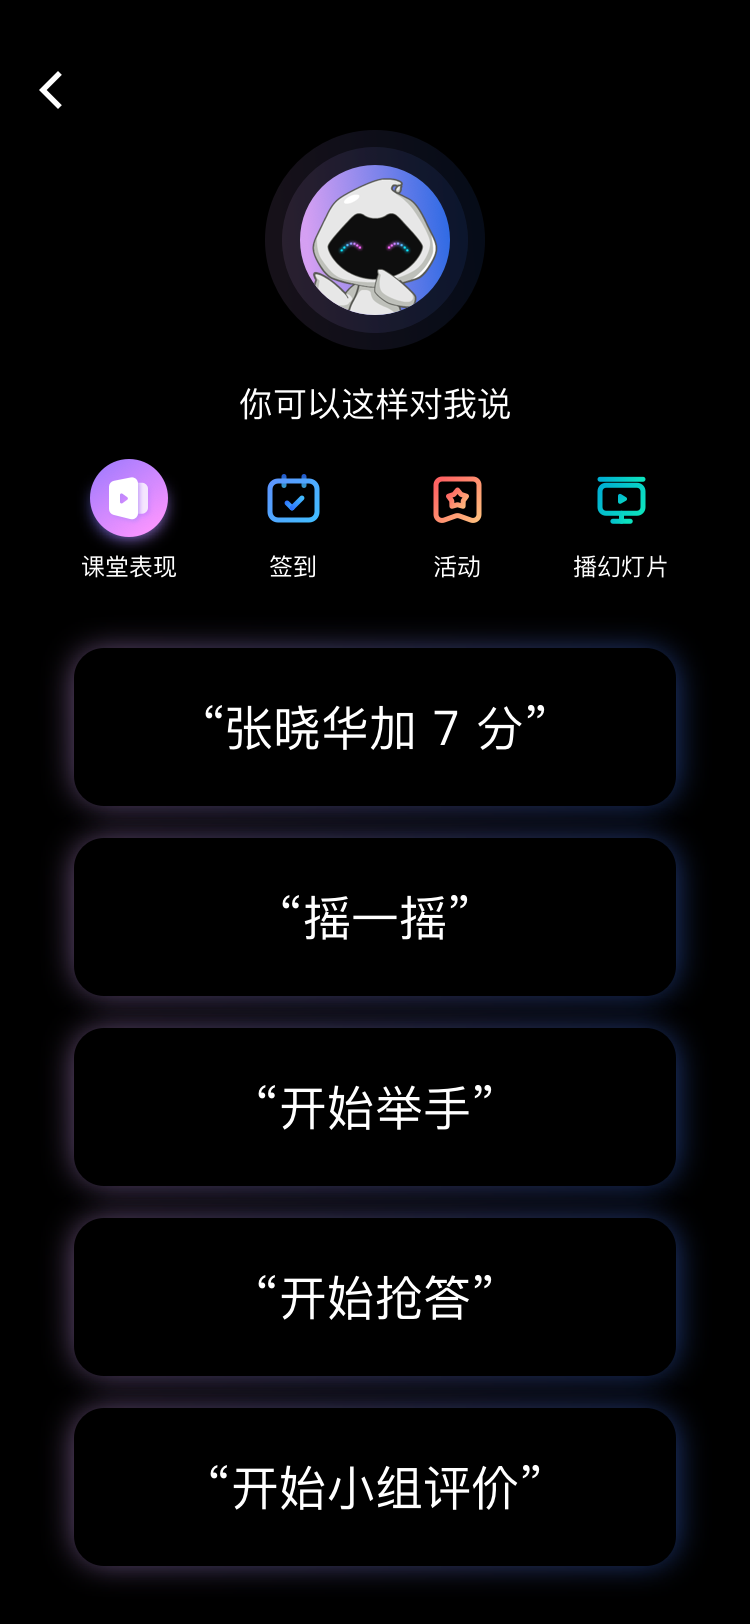 你可以这样对我说
课堂表现 签到 活动 播幻灯片
“张晓华加 7 分”
“摇一摇”
“开始举手”
“开始抢答”
“开始小组评价”